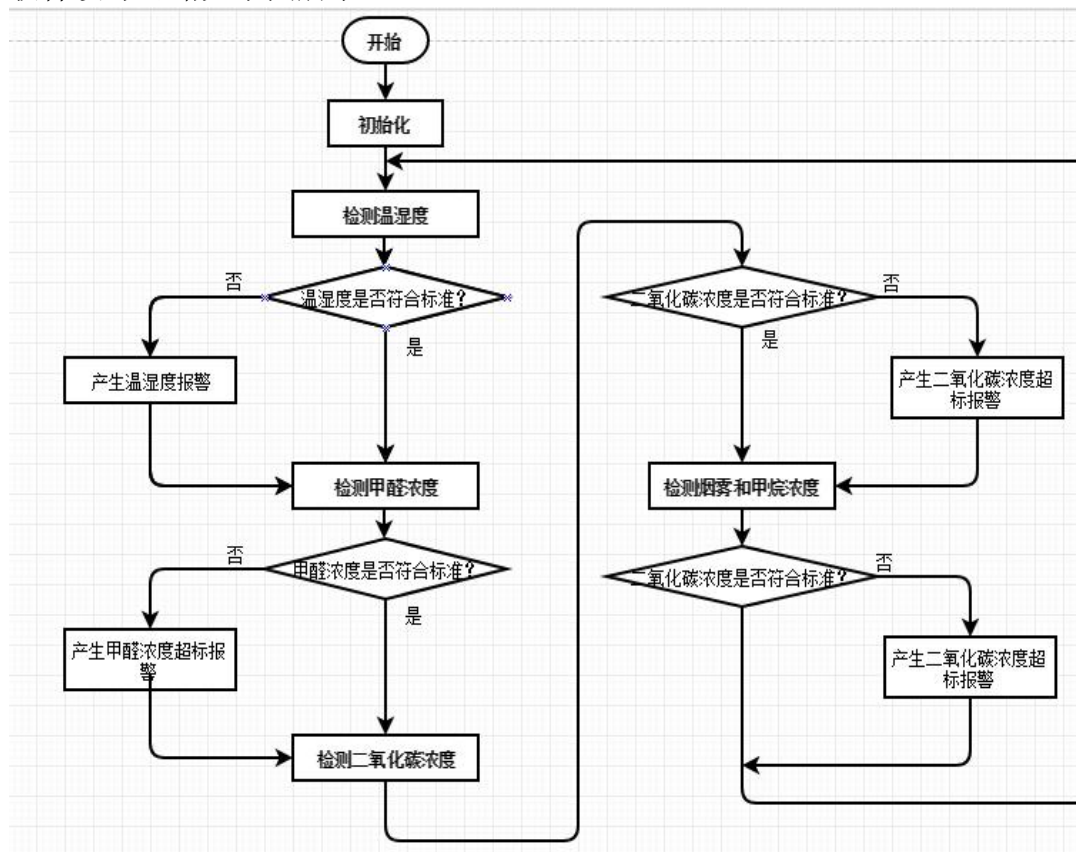 开始
初始化
检测温湿度
温湿度是否符合标准?
否
是
产生温湿度报警
检测甲醛浓度
甲醛浓度是否符合标准?
否
是
产生甲醛浓度超标报
警
检测二氧化碳浓度
二氧化碳浓度是否符合标准?
否
是
产生二氧化碳浓度超
标报警
检测烟雾和甲烷浓度
二氧化碳浓度是否符合标准?
否
产生二氧化碳浓度超
标报警